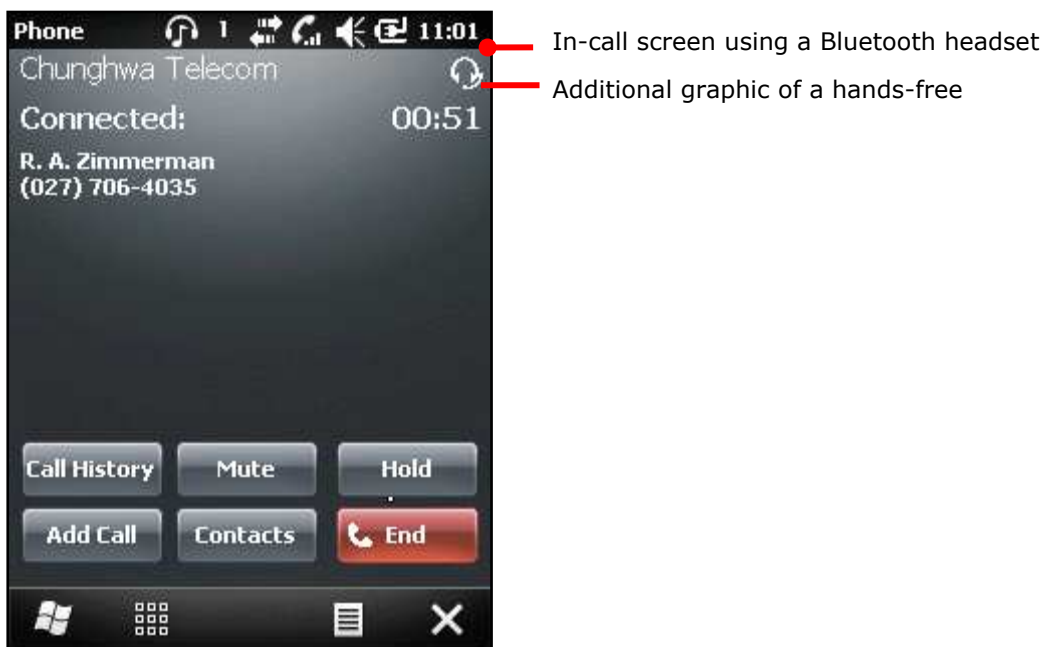 Phone 1 11:01
Chunghwa Telecom
Connected: 00:51
R. A. Zimmerman
(027) 706-4035
Call History Mute Hold
Add Call Contacts End
In-call screen using a Bluetooth headset
Additional graphic of a hands-free